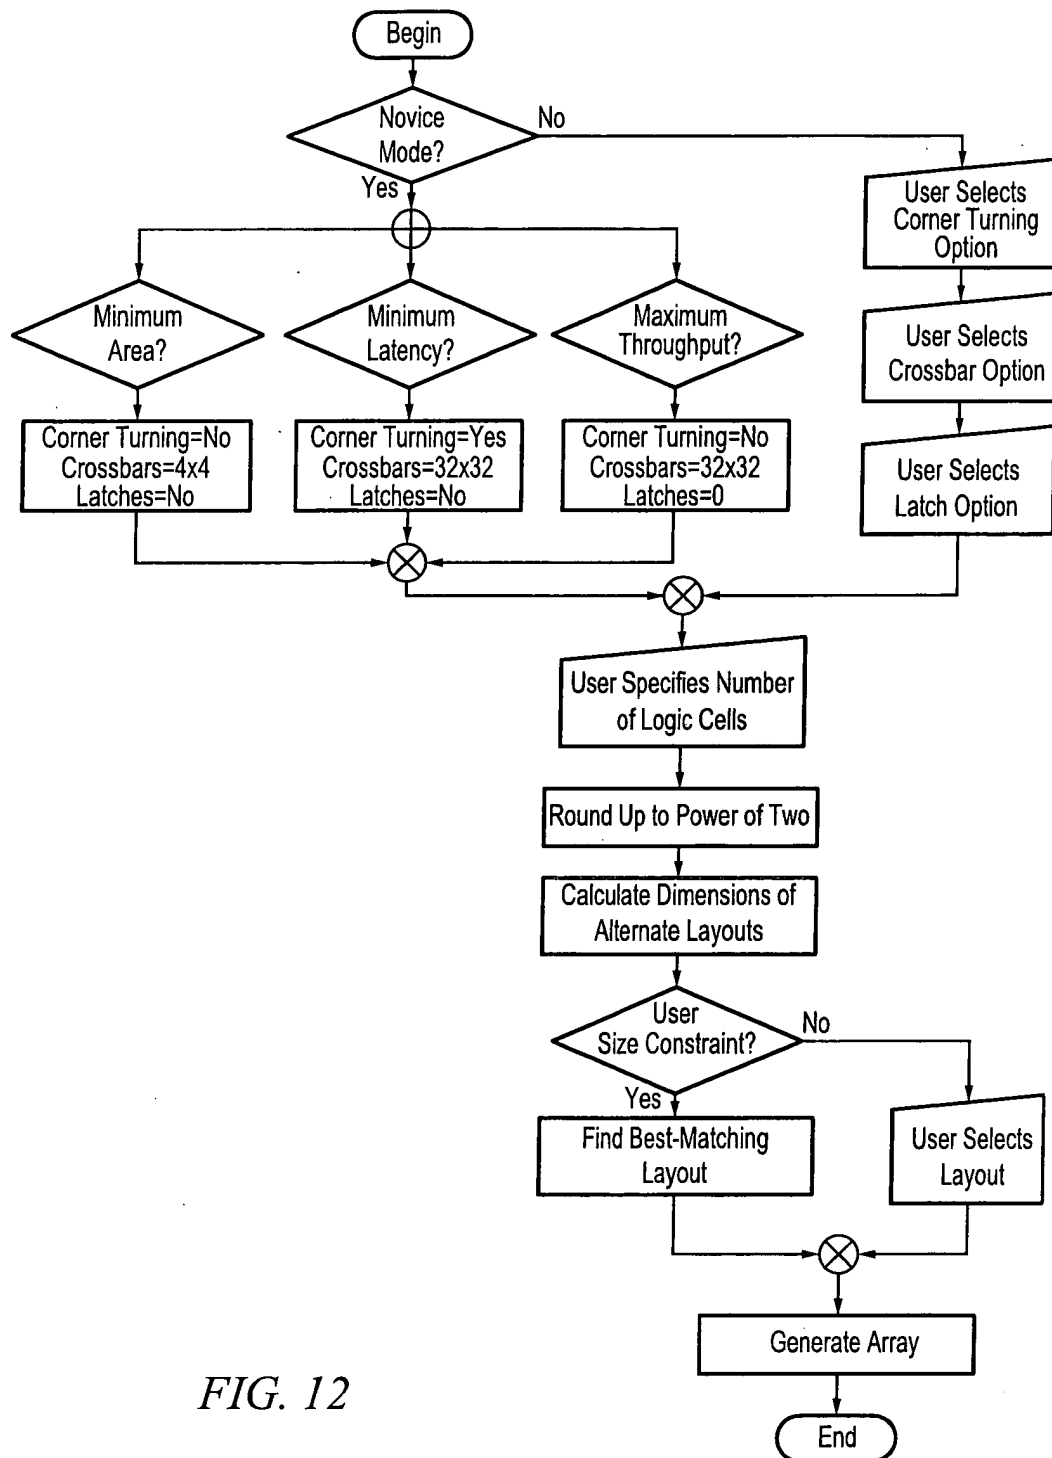 Begin
Novice
Mode?
No
Yes
User Selects
Corner Turning
Option
Minimum
Area?
Minimum
Latency?
Maximum
Throughput?
User Selects
Crossbar Option
Corner Turning=No
Crossbars=4x4
Latches=No
Corner Turning=Yes
Crossbars=32x32
Latches=No
Corner Turning=No
Crossbars=32x32
Latches=0
User Selects
Latch Option
User Specifies Number
of Logic Cells
Round Up to Power of Two
Calculate Dimensions of
Alternate Layouts
User
Size Constraint?
No
Yes
Find Best-Matching
Layout
User Selects
Layout
Generate Array
End
FIG. 12